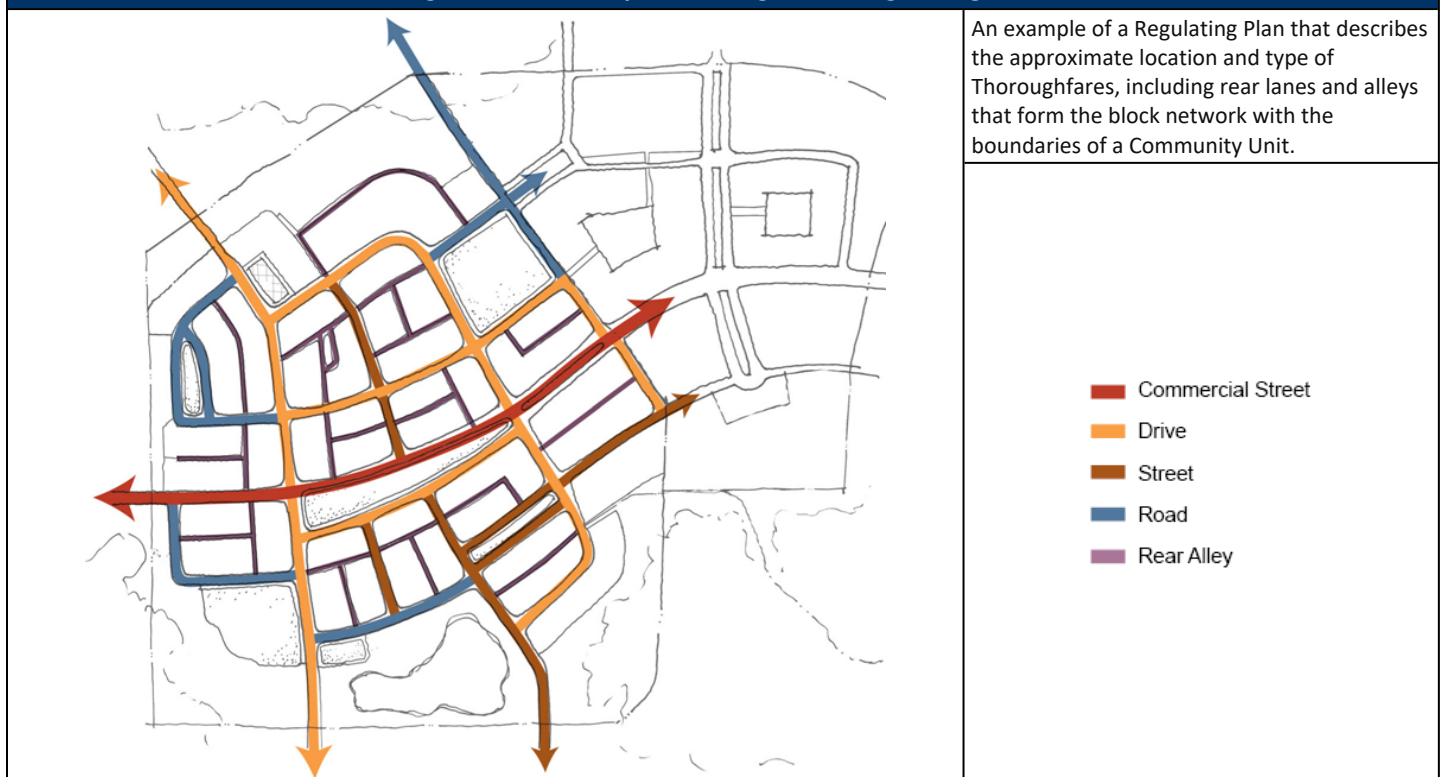 An example of a Regulating Plan that describes
the approximate location and type of
Thoroughfares, including rear lanes and alleys
that form the block network with the
boundaries of a Community Unit.
Commercial Street
Drive
Street
Road
Rear Alley